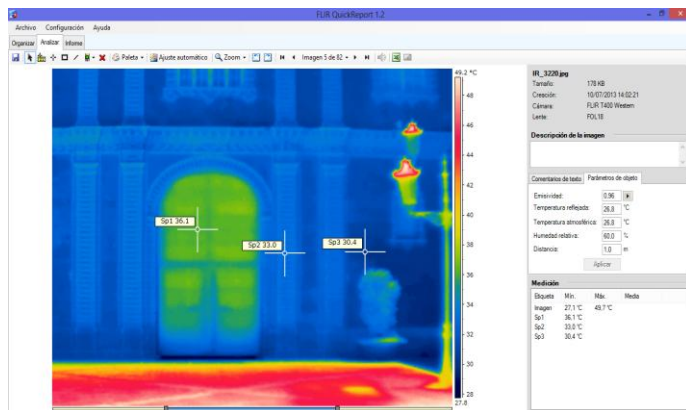 FLIR QuickReport 1.2
Archivo Configuración Ayuda
Organizar Analizar Informe
Paleta Ajuste automático Zoom Imagen 5 de 82
49.2 °C
48
46
44
42
40
38
36
34
32
30
28
27.8
Sp1 36.1
Sp2 33.0
Sp3 30.4
IR_3220.jpg
Tamaño: 178 KB
Creación: 10/07/2013 14:02:21
Cámara: FLIR T400 Western
Lente: FOL18
Descripción de la imagen
Comentarios de texto Parámetros de objeto
Emisividad: 0.96
Temperatura reflejada: 26.8 °C
Temperatura atmosférica: 26.8 °C
Humedad relativa: 60.0 %
Distancia: 1.0 m
Aplicar
Medición
Etiqueta Mín. Máx. Media
Imagen 27,1 °C 49,7 °C
Sp1 36,1 °C
Sp2 33,0 °C
Sp3 30.4 °C